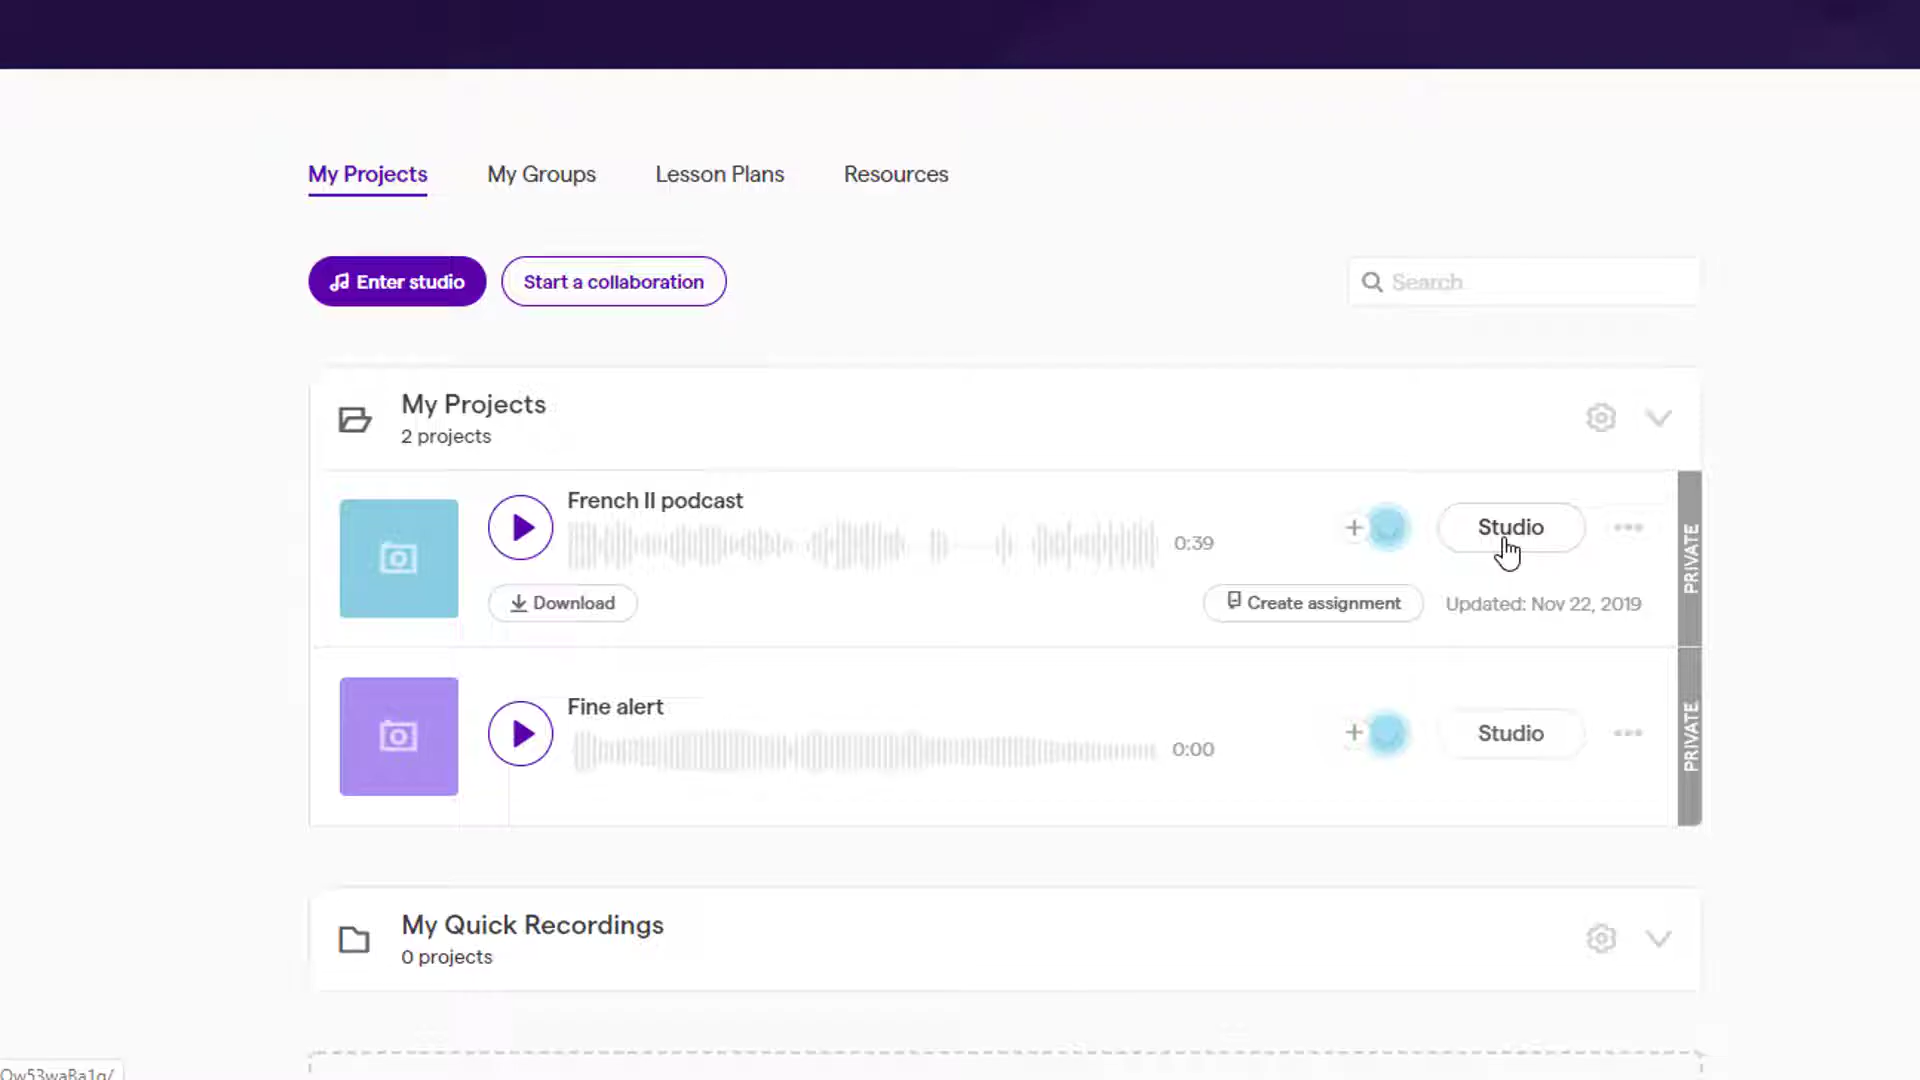 My Projects
My Groups
Lesson Plans
Resources
Enter studio
Start a collaboration
Search
My Projects
2 projects
French II podcast
0:39
Studio
Download
Create assignment
Updated: Nov 22, 2019
PRIVATE
Fine alert
0:00
Studio
PRIVATE
My Quick Recordings
0 projects